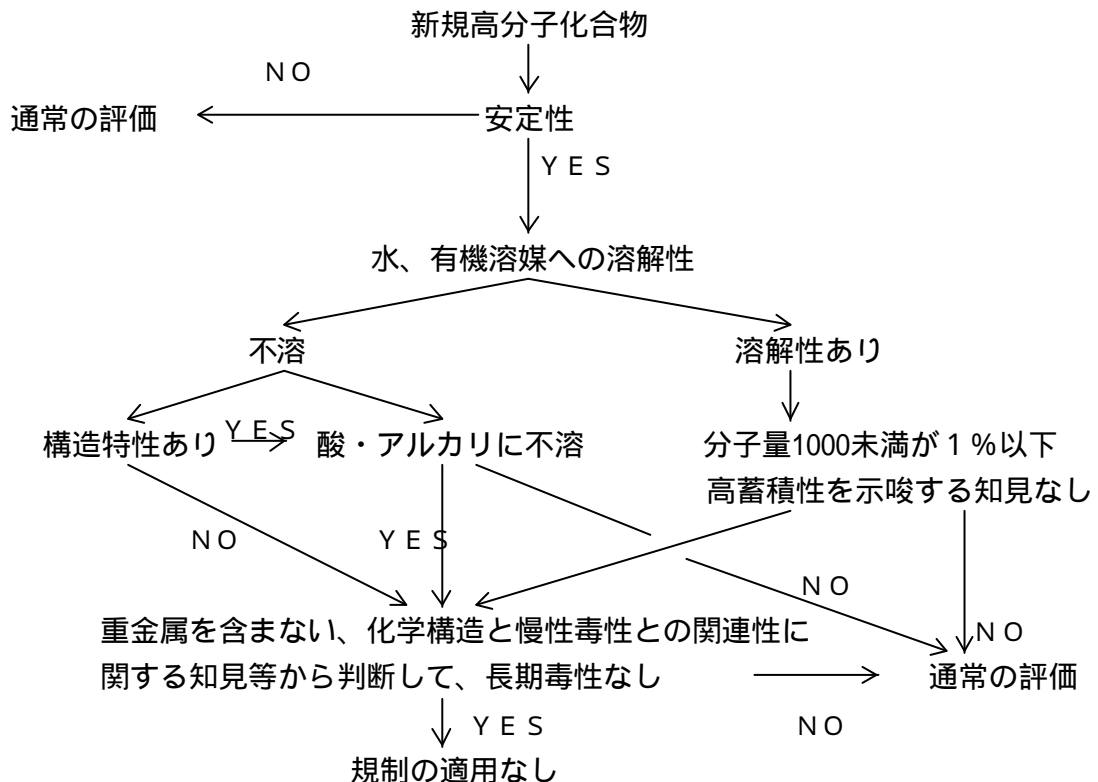 新規高分子化合物
ＮＯ
通常の評価
安定性
ＹＥＳ
水、有機溶媒への溶解性
不溶
溶解性あり
構造特性あり
ＹＥＳ
酸・アルカリに不溶
分子量1000未満が１％以下
高蓄積性を示唆する知見なし
ＮＯ
ＹＥＳ
ＮＯ
重金属を含まない、化学構造と慢性毒性との関連性に
ＮＯ
関する知見等から判断して、長期毒性なし
通常の評価
ＹＥＳ
ＮＯ
規制の適用なし